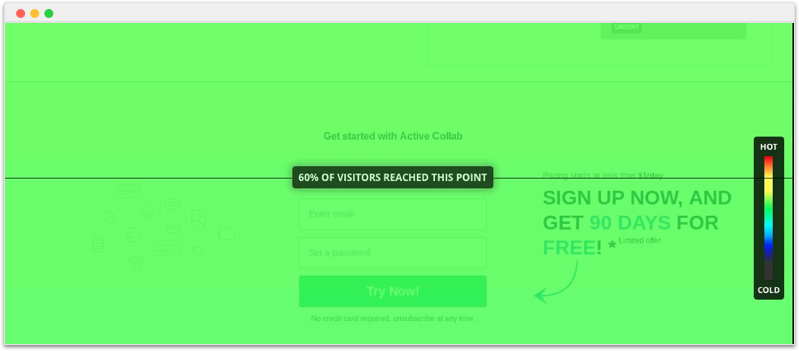 URGENT
Get started with Active Collab
HOT
60% OF VISITORS REACHED THIS POINT
Pricing starts at less than $1/day
SIGN UP NOW, AND
GET 90 DAYS FOR
FREE! * Limited offer
Enter email
Set a password
Try Now!
No credit card required, unsubscribe at any time.
COLD